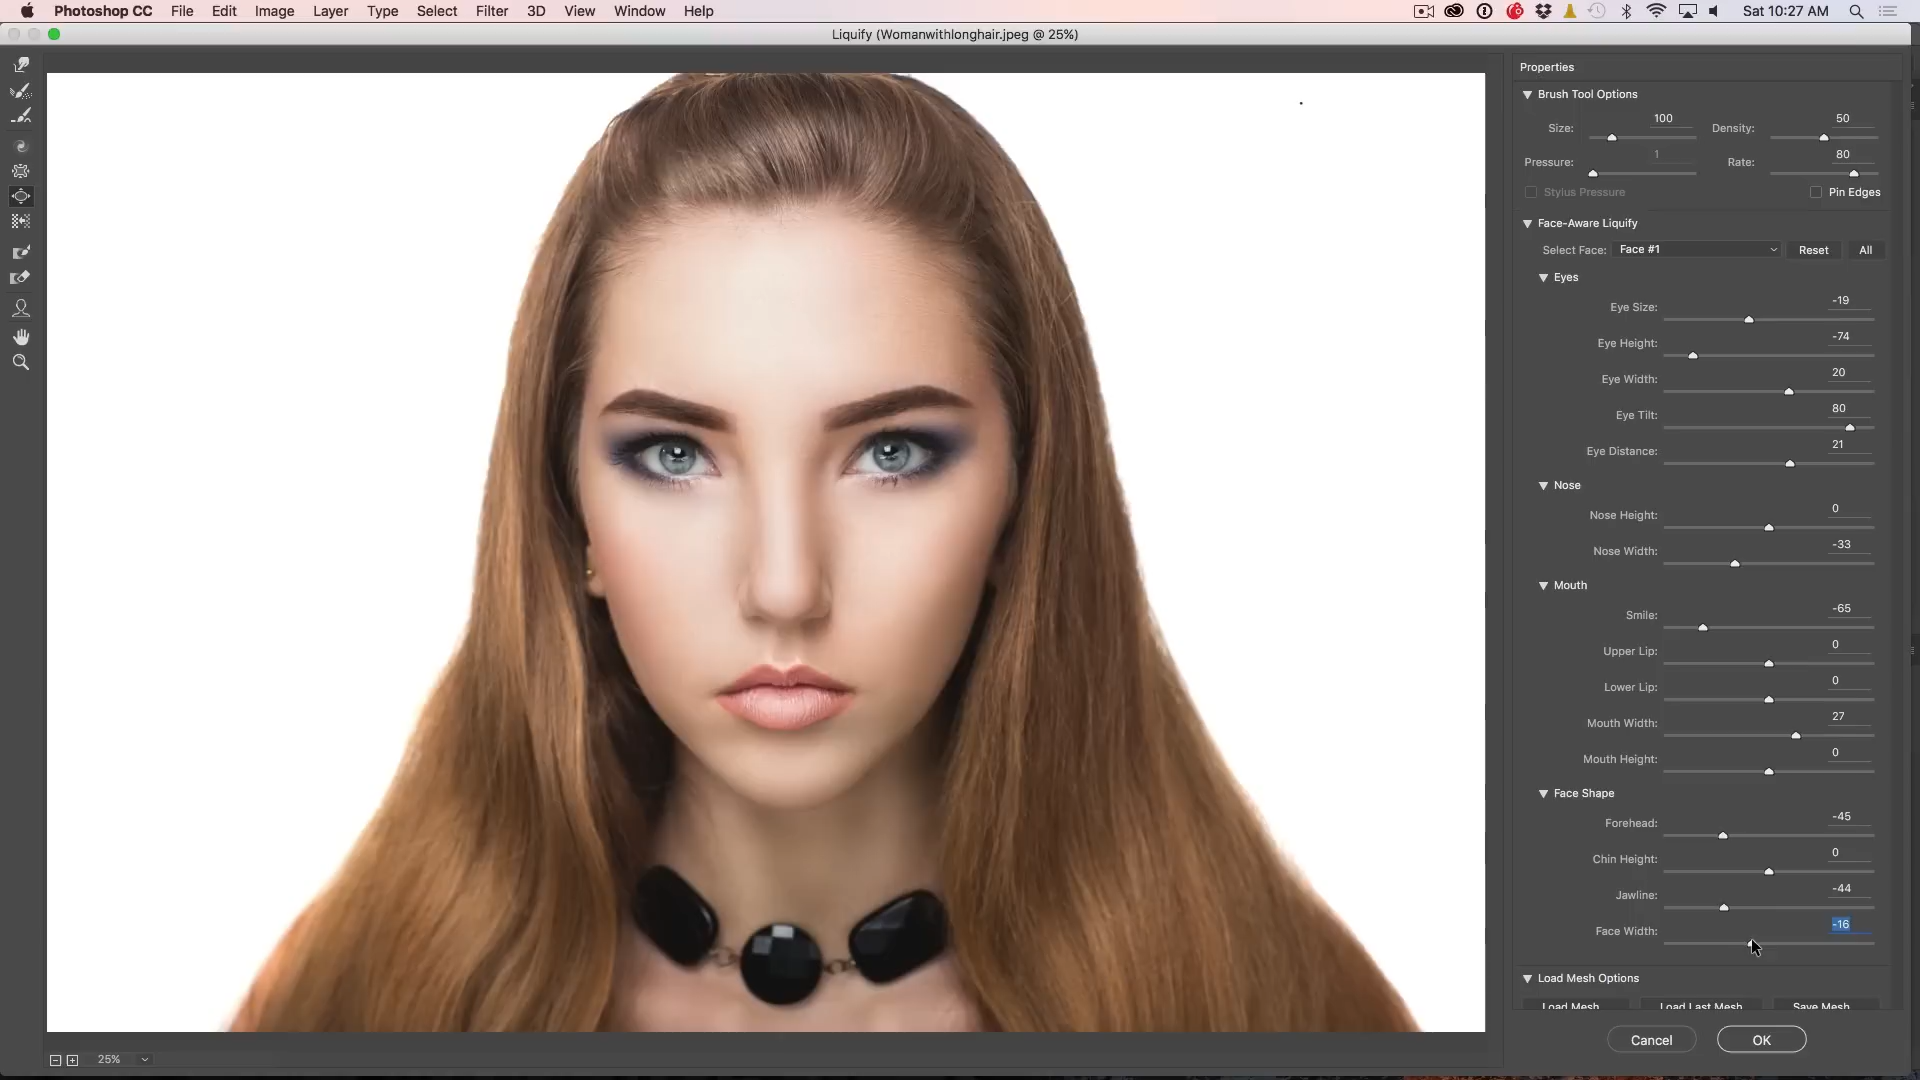 Photoshop CC File Edit Image Layer Type Select Filter 3D View Window Help Sat 10:27 AM
Liquify (Womanwithlonghair.jpeg @ 25%)
Properties
Brush Tool Options
Size: 100 Density: 50
Pressure: 1 Rate: 80
Stylus Pressure Pin Edges
Face-Aware Liquify
Select Face: Face #1 Reset All
Eyes
Eye Size: -19
Eye Height: -74
Eye Width: 20
Eye Tilt: 80
Eye Distance: 21
Nose
Nose Height: 0
Nose Width: -33
Mouth
Smile: -65
Upper Lip: 0
Lower Lip: 0
Mouth Width: 27
Mouth Height: 0
Face Shape
Forehead: -45
Chin Height: 0
Jawline: -44
Face Width: -16
Load Mesh Options
Load Mesh... Load Last Mesh Save Mesh...
Cancel OK
25%